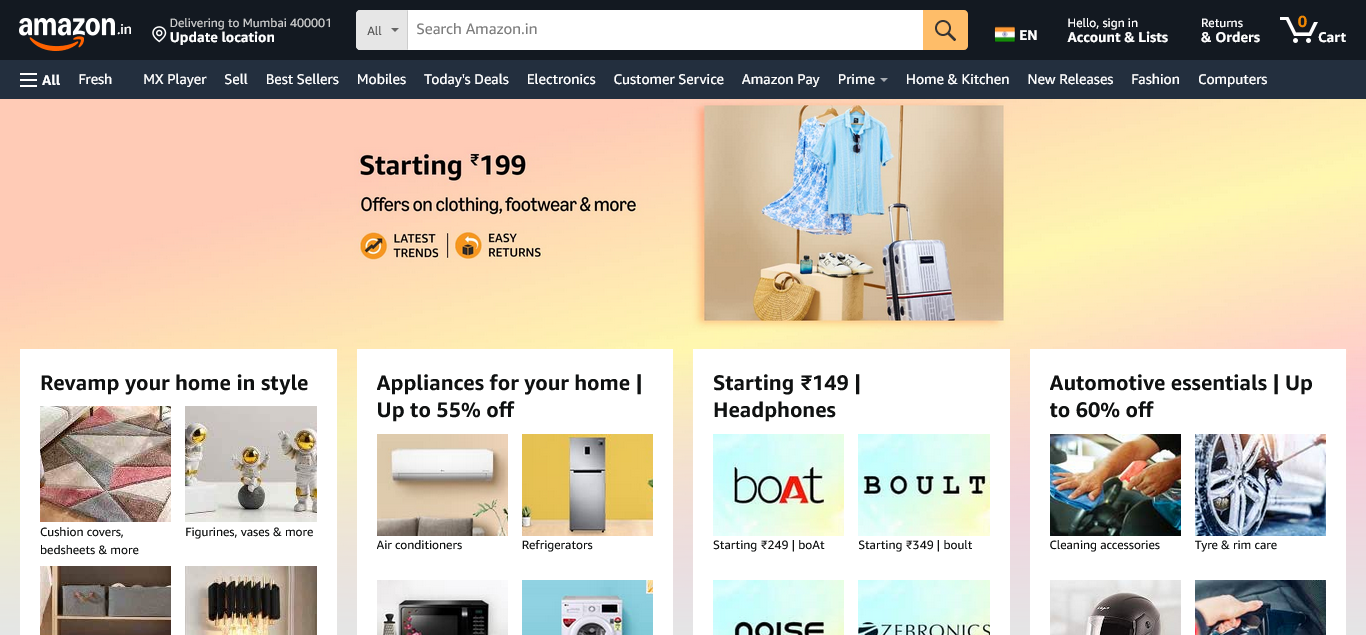 amazon.in
Delivering to Mumbai 400001
Update location
All
Search Amazon.in
EN
Hello, sign in
Account & Lists
Returns
& Orders
0
Cart
All
Fresh
MX Player
Sell
Best Sellers
Mobiles
Today's Deals
Electronics
Customer Service
Amazon Pay
Prime
Home & Kitchen
New Releases
Fashion
Computers
Starting ₹199
Offers on clothing, footwear & more
LATEST
TRENDS
EASY
RETURNS
Revamp your home in style
Cushion covers,
bedsheets & more
Figurines, vases & more
Appliances for your home |
Up to 55% off
Air conditioners
Refrigerators
Starting ₹149 |
Headphones
boAt
BOULT
Starting ₹249 | boAt
Starting ₹349 | boult
noise
ZEBRONICS
Automotive essentials | Up
to 60% off
Cleaning accessories
Tyre & rim care